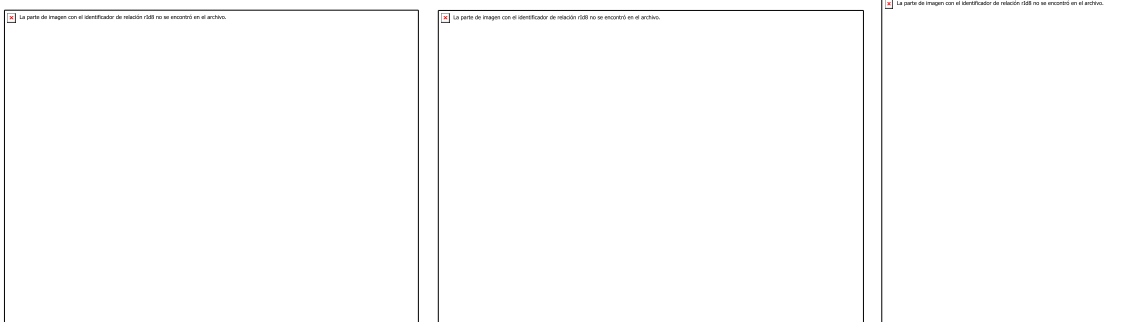 La parte de imagen con el identificador de relación rId8 no se encontró en el archivo.
La parte de imagen con el identificador de relación rId8 no se encontró en el archivo.
La parte de imagen con el identificador de relación rId8 no se encontró en el archivo.